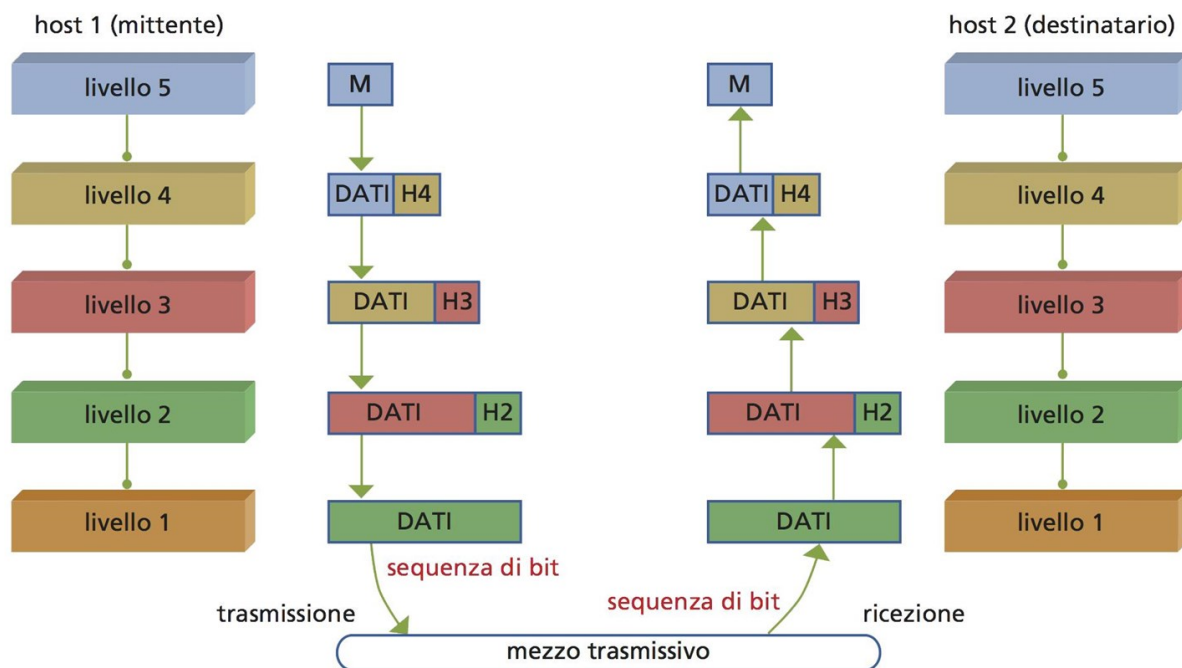 host 1 (mittente)
host 2 (destinatario)
livello 5
M
M
livello 5
livello 4
DATI H4
DATI H4
livello 4
livello 3
DATI H3
DATI H3
livello 3
livello 2
DATI H2
DATI H2
livello 2
livello 1
DATI
DATI
livello 1
sequenza di bit
sequenza di bit
trasmissione
ricezione
mezzo trasmissivo